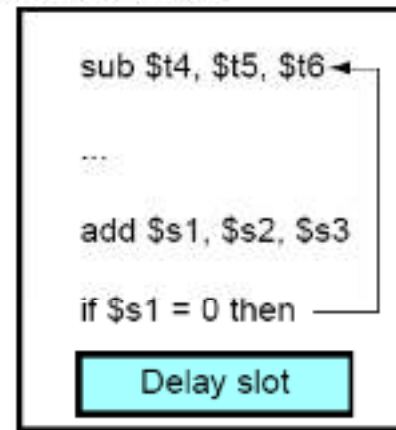 sub $t4, $t5, $t6
...
add $s1, $s2, $s3
if $s1 = 0 then
Delay slot